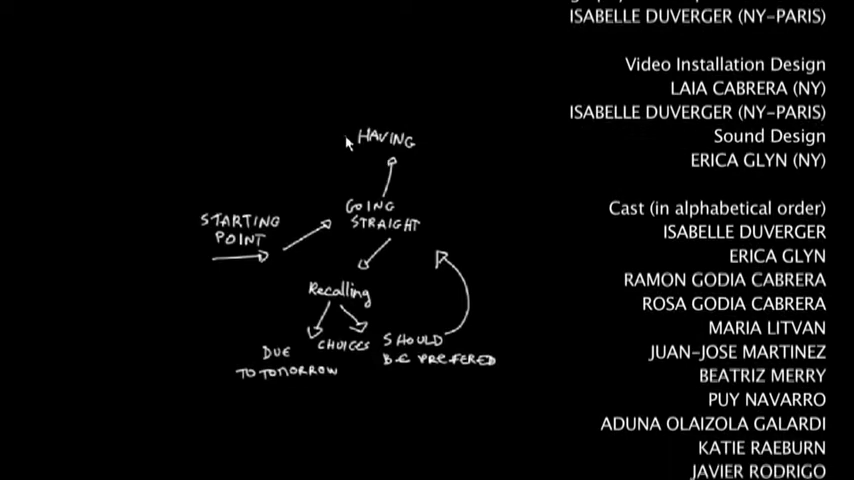 HAVING
GOING
STRAIGHT
STARTING
POINT
Recalling
DUE
TO TOMORROW
CHOICES
SHOULD
BE PREFERED
ISABELLE DUVERGER (NY-PARIS)
Video Installation Design
LAIA CABRERA (NY)
ISABELLE DUVERGER (NY-PARIS)
Sound Design
ERICA GLYN (NY)
Cast (in alphabetical order)
ISABELLE DUVERGER
ERICA GLYN
RAMON GODIA CABRERA
ROSA GODIA CABRERA
MARIA LITVAN
JUAN-JOSE MARTINEZ
BEATRIZ MERRY
PUY NAVARRO
ADUNA OLAIZOLA GALARDI
KATIE RAEBURN
JAVIER RODRIGO